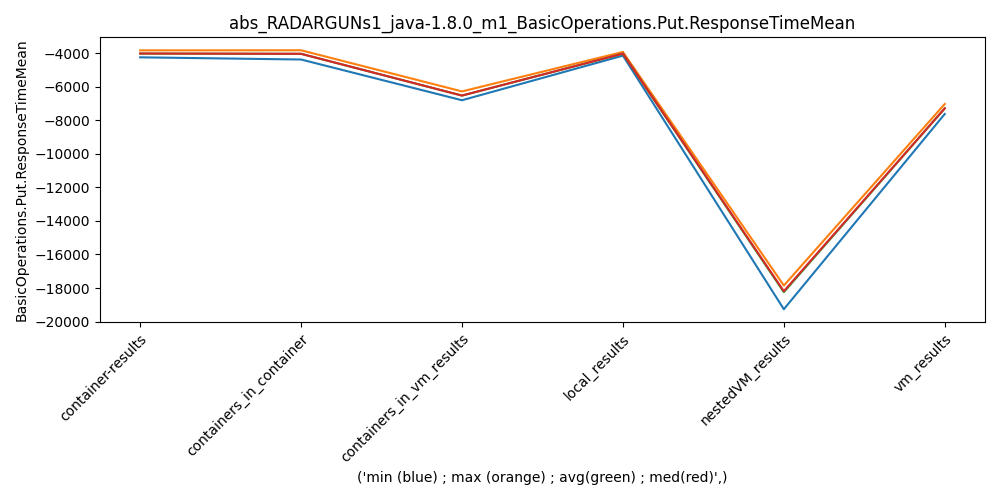 abs_RADARGUNs1_java-1.8.0_m1_BasicOperations.Put.ResponseTimeMean
BasicOperations.Put.ResponseTimeMean
−4000
−6000
−8000
−10000
−12000
−14000
−16000
−18000
−20000
container-results
containers_in_container
containers_in_vm_results
local_results
nestedVM_results
vm_results
('min (blue) ; max (orange) ; avg(green) ; med(red)',)